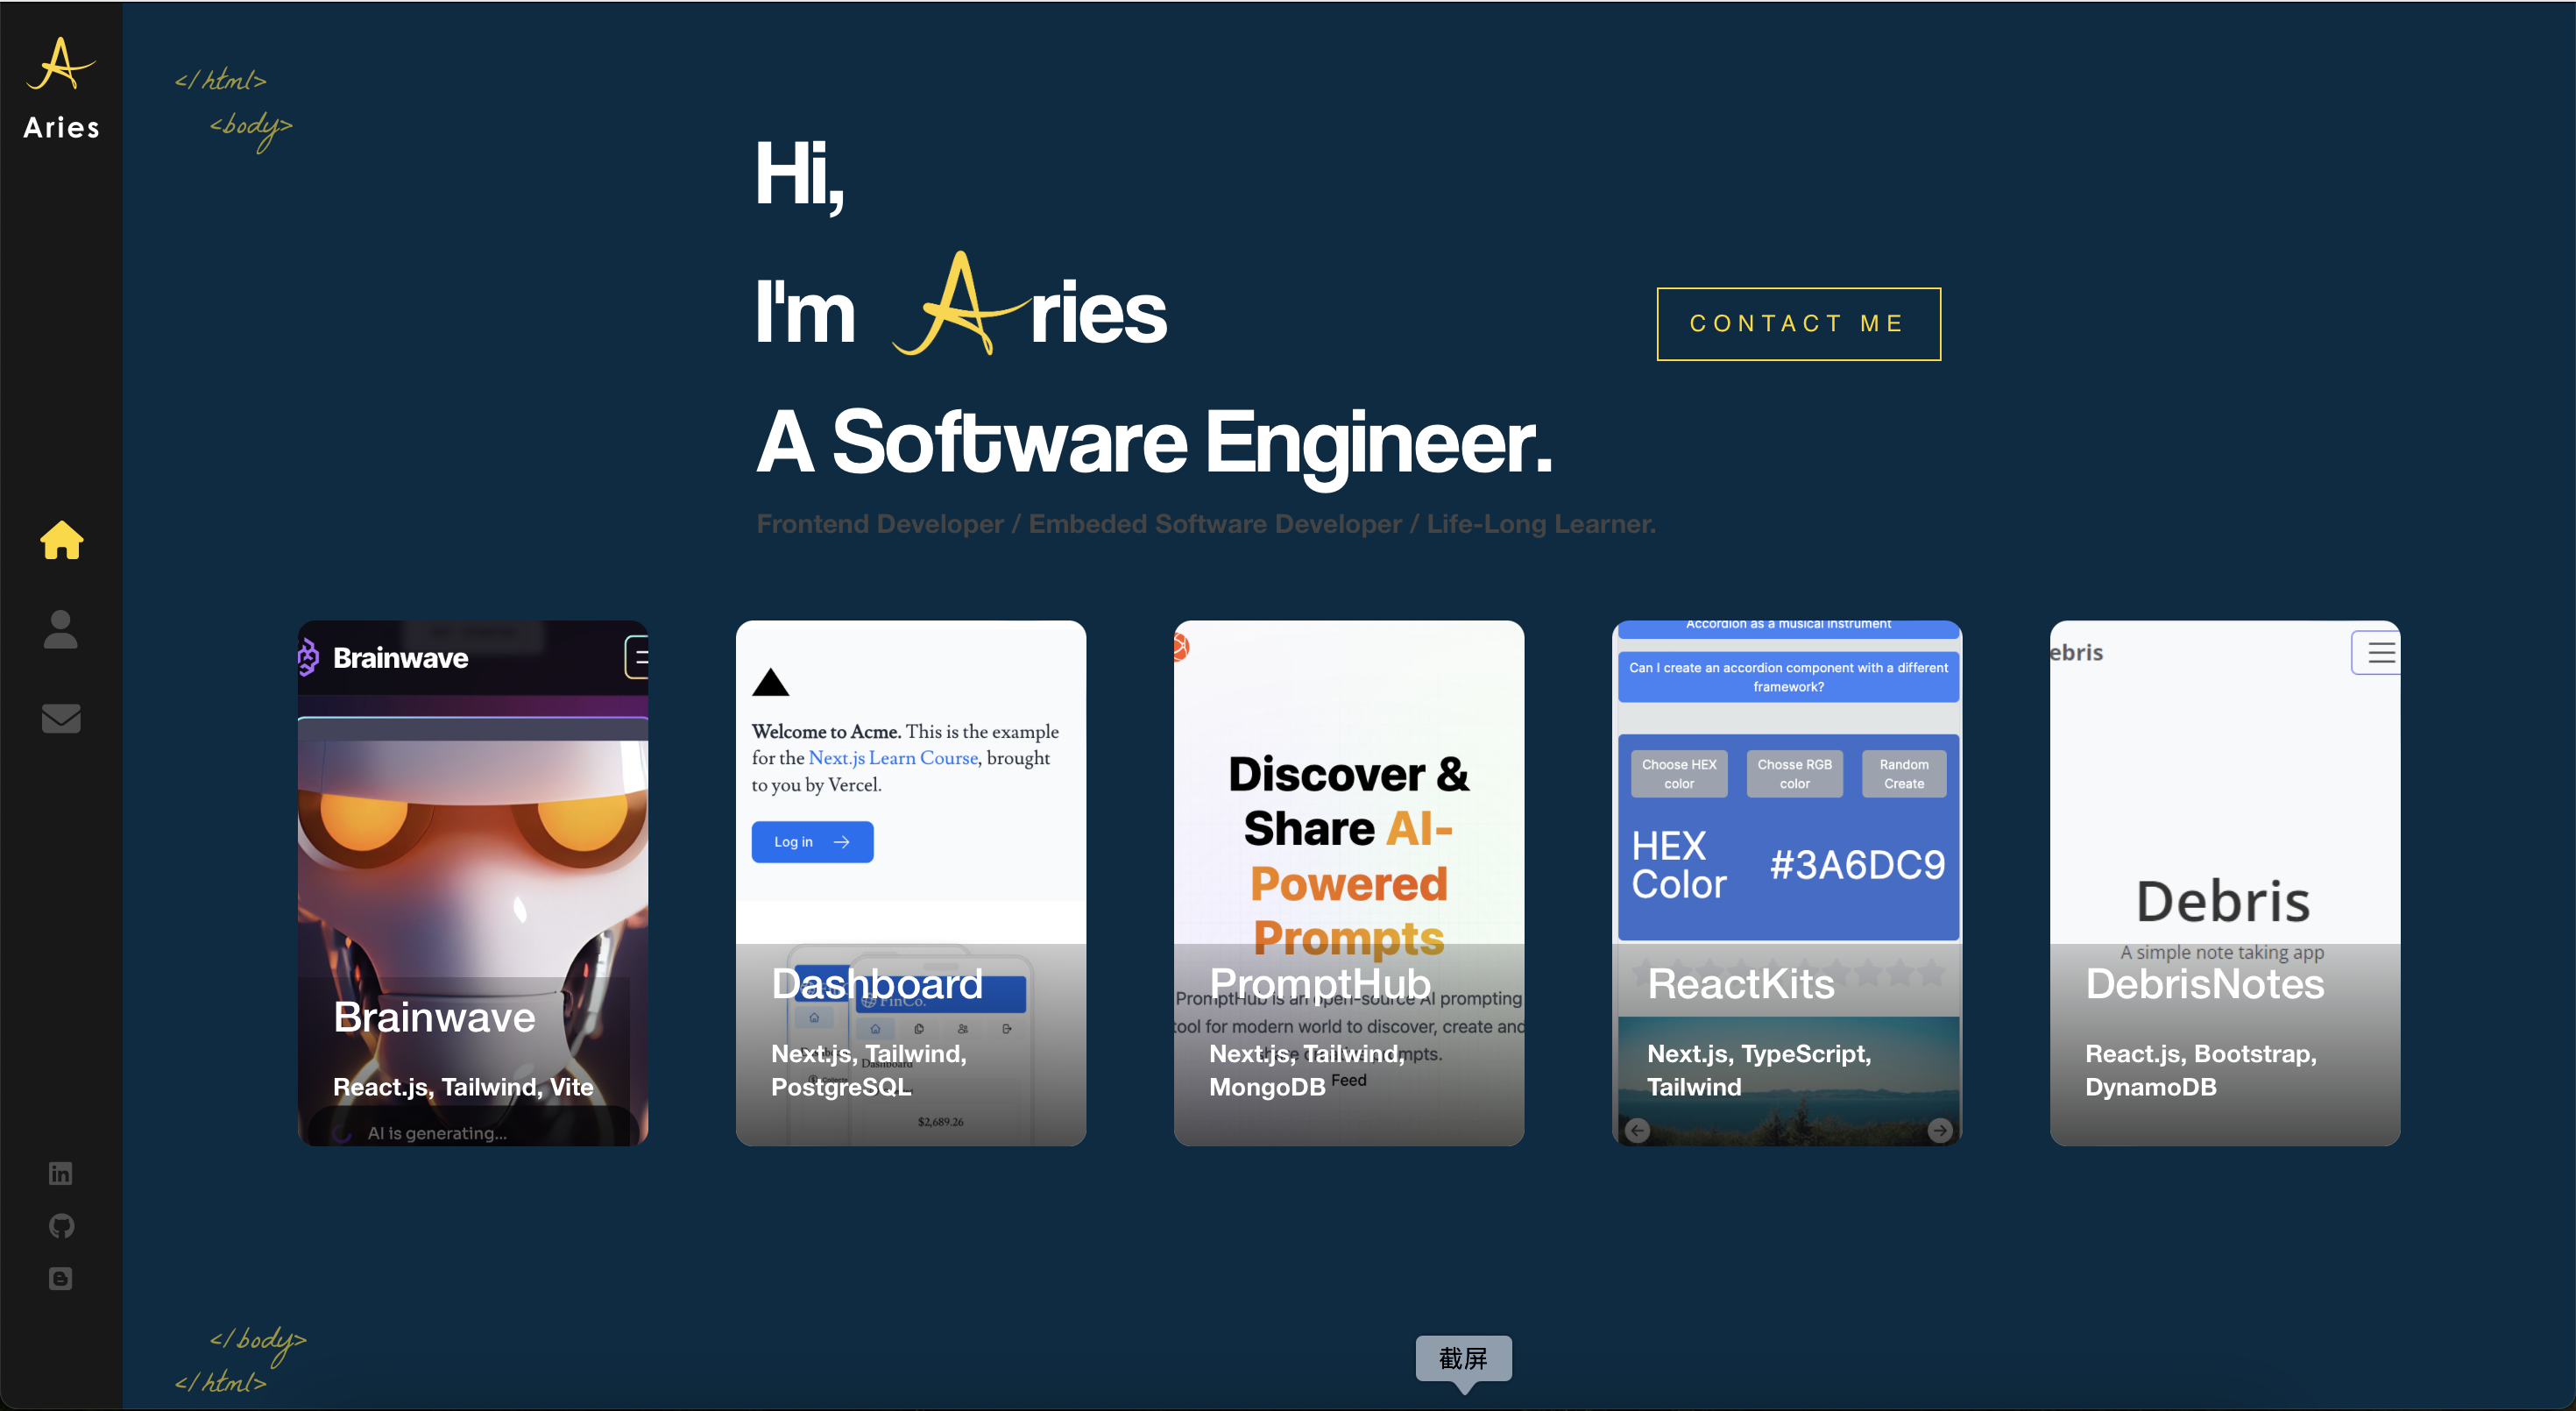 Aries
</ html>
<body>
Hi,
I'm Aries
CONTACT ME
A Software Engineer.
Frontend Developer / Embeded Software Developer / Life-Long Learner.
Brainwave
Brainwave
React.js, Tailwind, Vite
AI is generating...
Welcome to Acme. This is the example
for the Next.js Learn Course, brought
to you by Vercel.
Log in
Dashboard
FinCo.
Next.js, Tailwind,
Dashboard
PostgreSQL
$2,689.26
Discover &
Share AI-
Powered
Prompts
PromptHub
PromptHub is an open-source AI prompting
tool for modern world to discover, create and
Next.js, Tailwind,
share creative prompts.
MongoDB
Feed
Accordion as a musical instrument
Can I create an accordion component with a different
framework?
Choose HEX
color
Chosse RGB
color
Random
Create
HEX
Color
#3A6DC9
ReactKits
Next.js, TypeScript,
Tailwind
ebris
Debris
A simple note taking app
DebrisNotes
React.js, Bootstrap,
DynamoDB
</ body>
</ html>
截屏